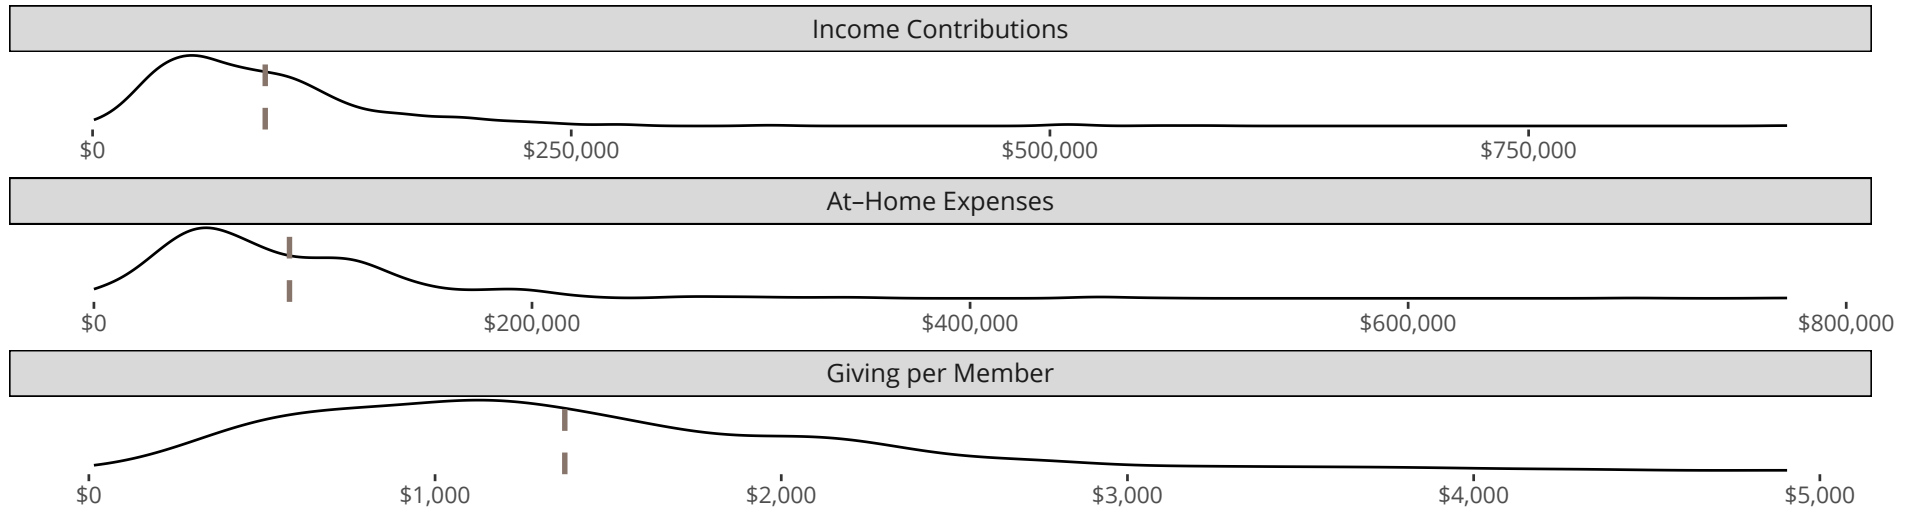 Income Contributions
$0 $250,000 $500,000 $750,000
At–Home Expenses
$0 $200,000 $400,000 $600,000 $800,000
Giving per Member
$0 $1,000 $2,000 $3,000 $4,000 $5,000